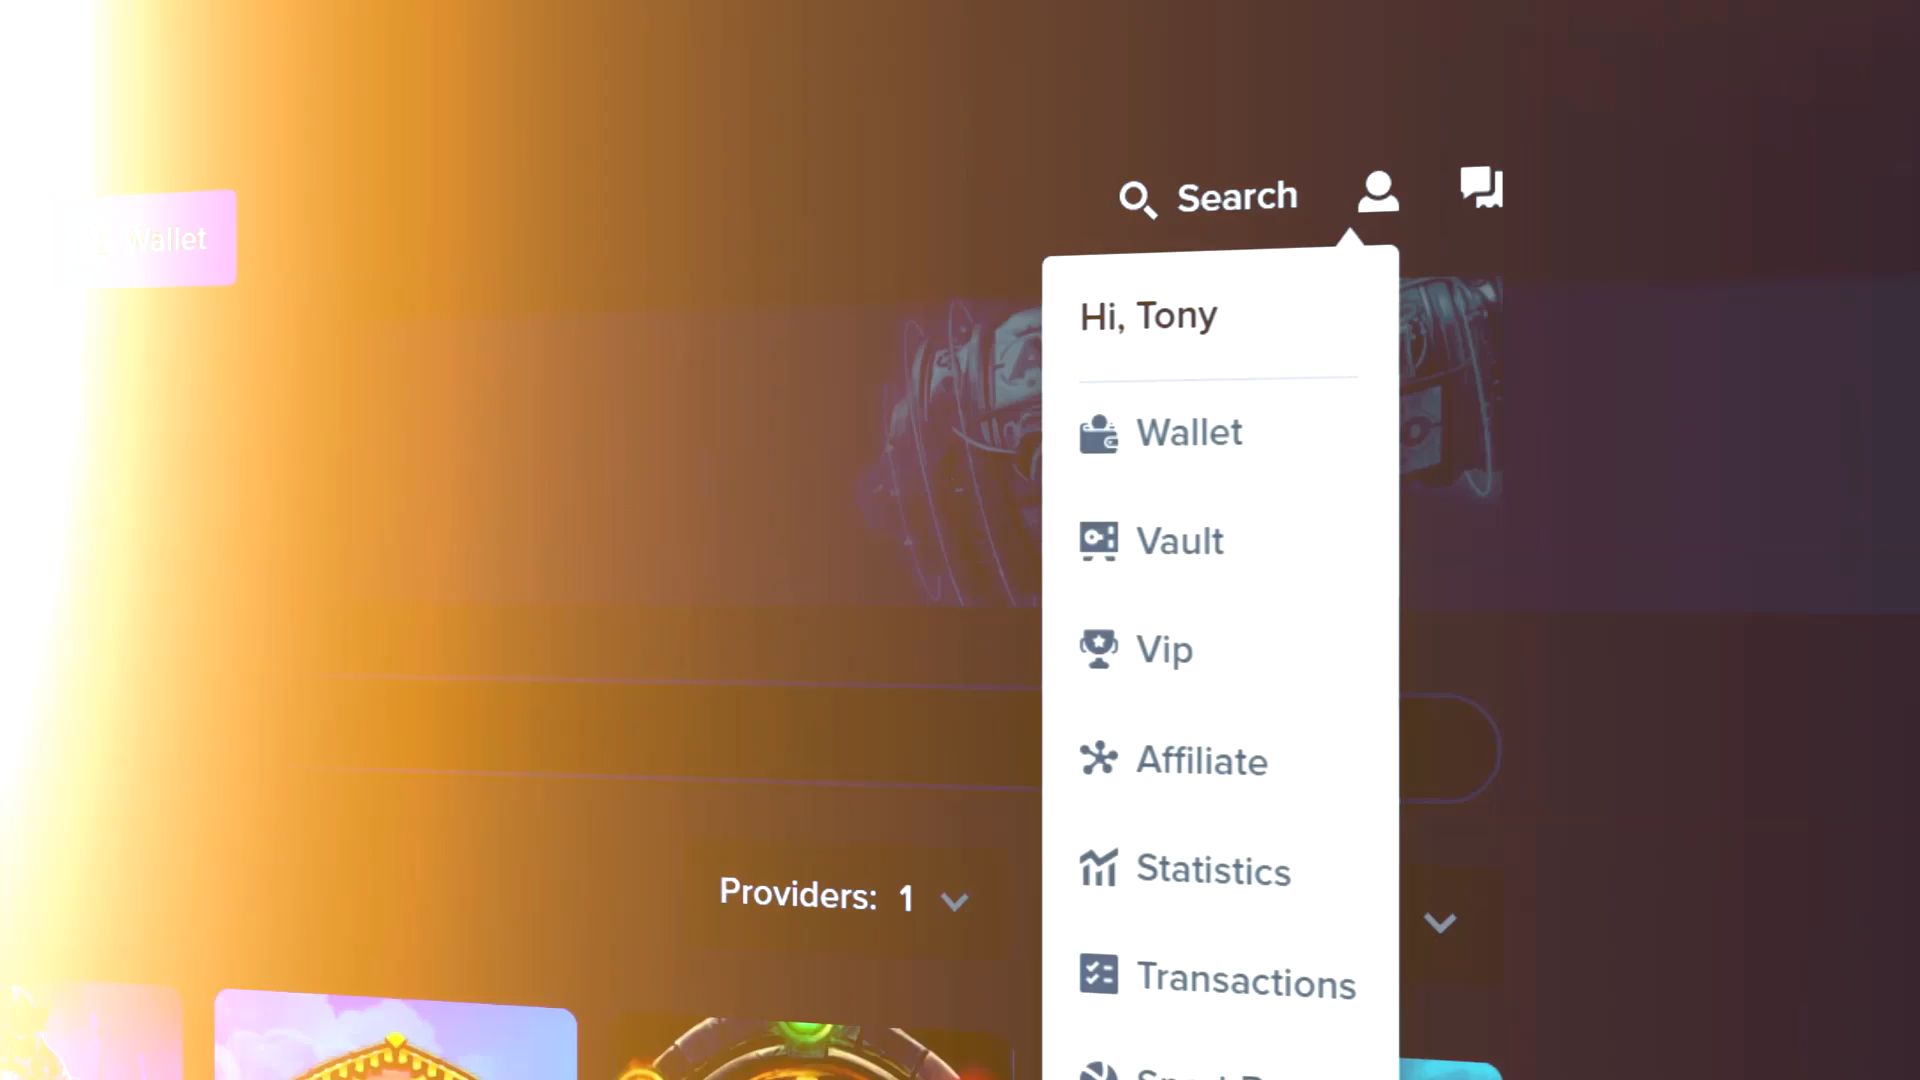 Search
Wallet
Hi, Tony
Wallet
Vault
Vip
Affiliate
Statistics
Providers: 1
Transactions